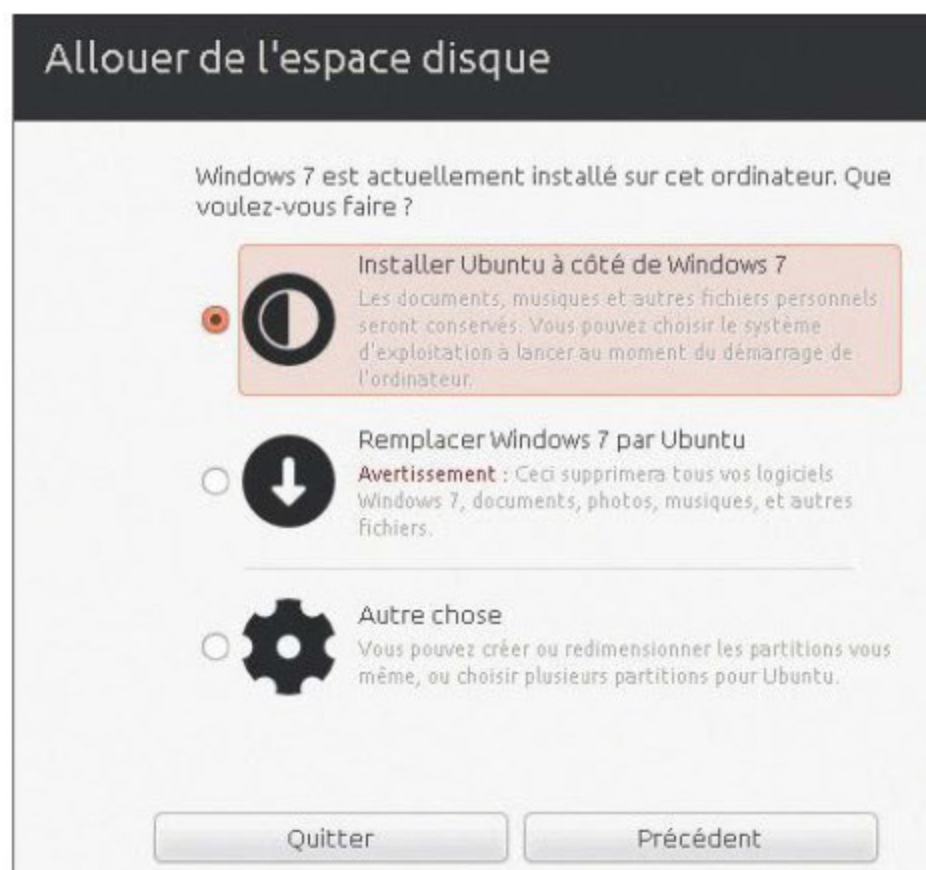 Allouer de l'espace disque
Windows 7 est actuellement installé sur cet ordinateur. Que
voulez-vous faire ?
Installer Ubuntu à côté de Windows 7
Les documents, musiques et autres fichiers personnels
seront conservés. Vous pouvez choisir le système
d'exploitation à lancer au moment du démarrage de
l'ordinateur.
Remplacer Windows 7 par Ubuntu
Avertissement : Ceci supprimera tous vos logiciels
Windows 7, documents, photos, musiques, et autres
fichiers.
Autre chose
Vous pouvez créer ou redimensionner les partitions vous
même, ou choisir plusieurs partitions pour Ubuntu.
Quitter
Précédent